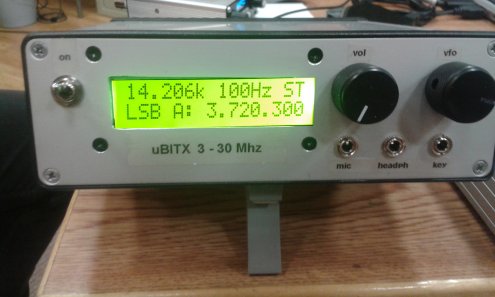 on
vol
vfo
14.206k 100Hz ST
LSB A: 3.720.300
uBITX 3 - 30 Mhz
mic
headph
key